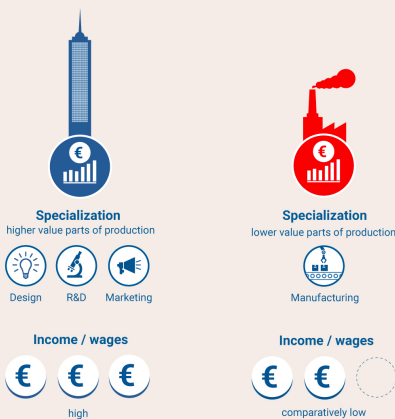 €
Specialization
higher value parts of production
Design R&D Marketing
Income / wages
€ € €
high
€
Specialization
lower value parts of production
Manufacturing
Income / wages
€ €
comparatively low